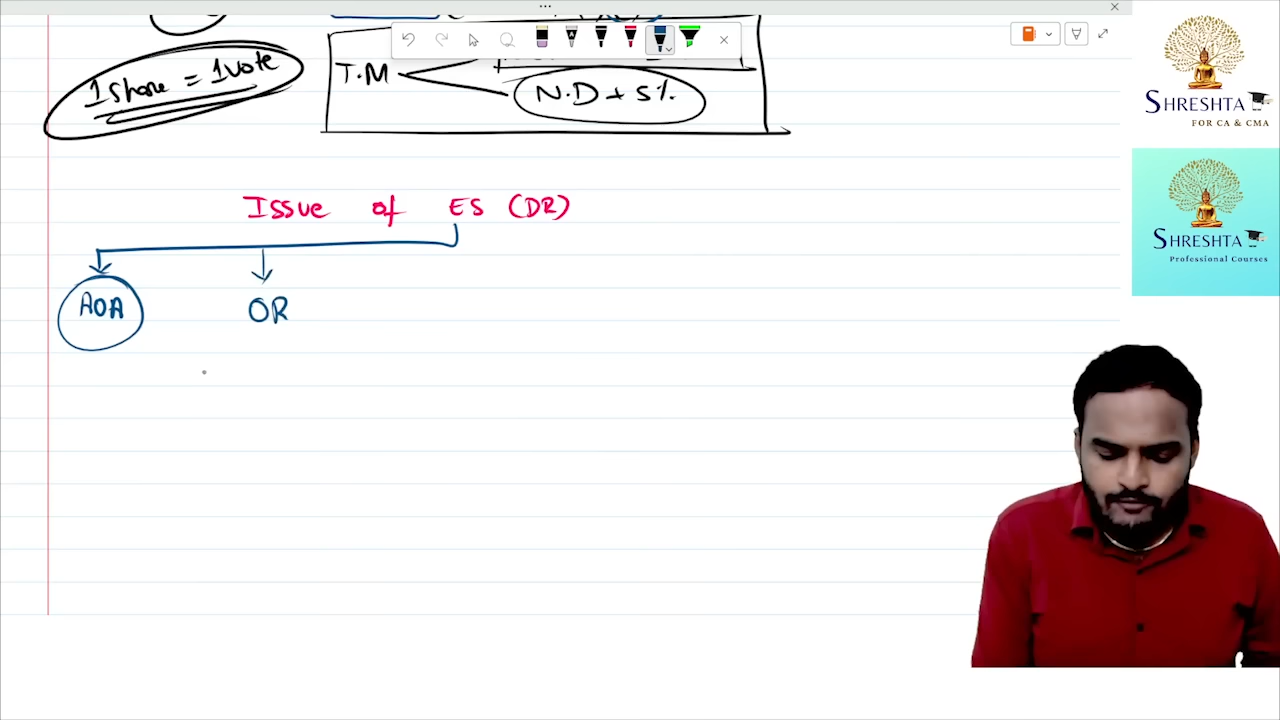 1 Share = 1 Vote
T.M
N.D + 5%.
Issue of ES (DR)
AOA OR
SHRESHTA
FOR CA & CMA
SHRESHTA
Professional Courses